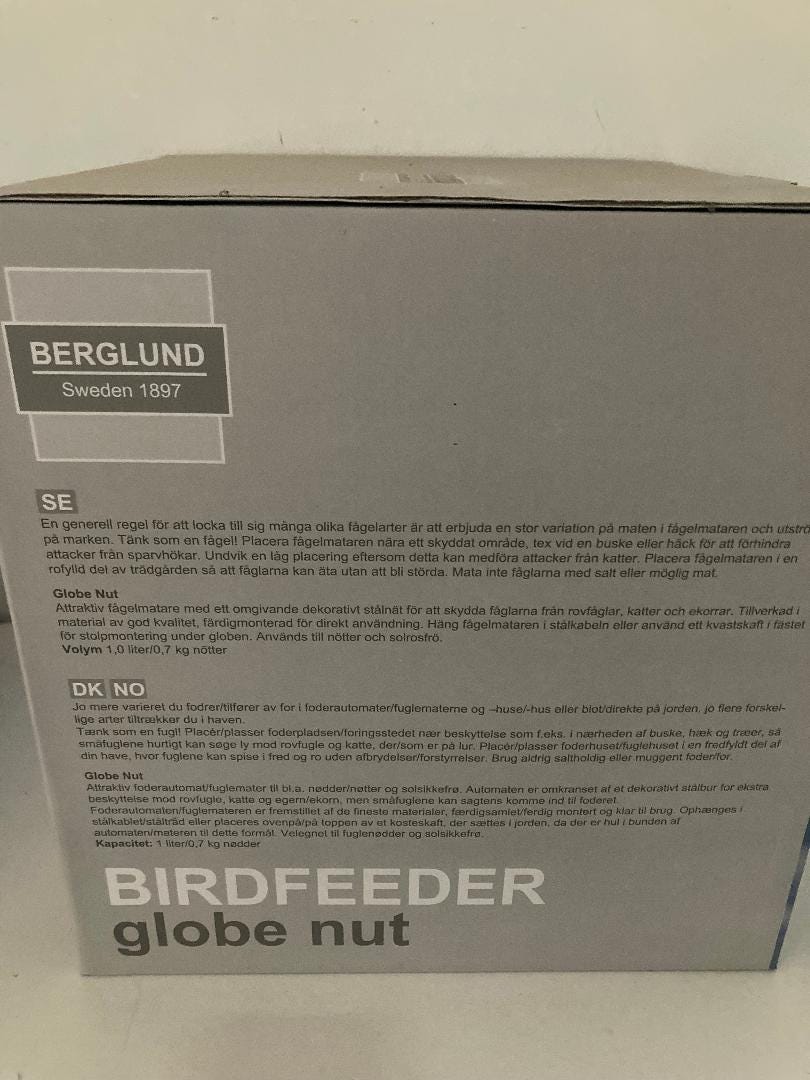 BERGLUND
Sweden 1897
SE
En generell regel för att locka till sig många olika fågelarter är att erbjuda en stor variation på maten i fågelmataren och utströ
på marken. Tänk som en fågel! Placera fågelmataren nära ett skyddat område, tex vid en buske eller häck för att förhindra
attacker från sparvhökar. Undvik en låg placering eftersom detta kan medföra attacker från katter. Placera fågelmataren i en
rofylld del av trädgården så att fåglarna kan äta utan att bli störda. Mata inte fåglarna med salt eller möglig mat.
Globe Nut
Attraktiv fågelmatare med ett omgivande dekorativt stålnät för att skydda fåglarna från rovfåglar, katter och ekorrar. Tillverkad i
material av god kvalitet, färdigmonterad för direkt användning. Häng fågelmataren i stålkabeln eller använd ett kvastskaft i fästet
för stolpmontering under globen. Används till nötter och solrosfrö.
Volym 1,0 liter/0,7 kg nötter
DK NO
Jo mere varieret du fodrer/tilfører av for i foderautomater/fuglematerne og –huse/-hus eller blot/direkte på jorden, jo flere forskel-
lige arter tiltrækker du i haven.
Tænk som en fugl! Placér/plasser foderpladsen/foringsstedet nær beskyttelse som f.eks. i nærheden af buske, hæk og træer, så
småfuglene hurtigt kan søge ly mod rovfugle og katte, der/som er på lur. Placér/plasser foderhuset/fuglehuset i en fredfyldt del af
din have, hvor fuglene kan spise i fred og ro uden afbrydelser/forstyrrelser. Brug aldrig saltholdig eller muggent foder/for.
Globe Nut
Attraktiv foderautomat/fuglemater til bl.a. nødder/nøtter og solsikkefrø. Automaten er omkranset af et dekorativt stålbur for ekstra
beskyttelse mod rovfugle, katte og egern/ekorn, men småfuglene kan sagtens komme ind til foderet.
Foderautomaten/fuglemateren er fremstillet af de fineste materialer, færdigsamlet/ferdig montert og klar til brug. Ophænges i
stålkablet/ståltråd eller placeres ovenpå/på toppen av et kosteskaft, der sættes i jorden, da der er hul i bunden af
automaten/materen til dette formål. Velegnet til fuglenødder og solsikkefrø.
Kapacitet: 1 liter/0,7 kg nødder
BIRDFEEDER
globe nut